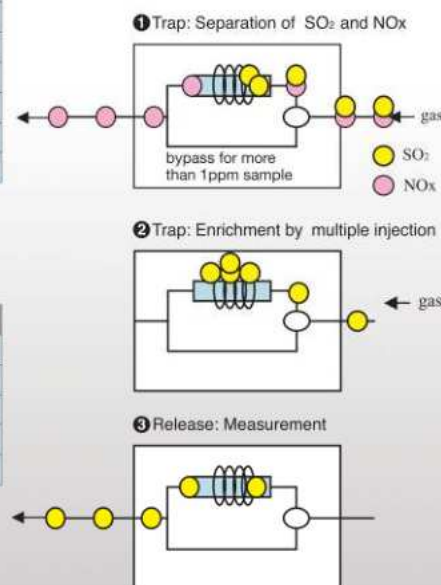 ❶Trap: Separation of SO₂ and NOx
gas
bypass for more
than 1ppm sample
SO₂
NOx
❷Trap: Enrichment by multiple injection
gas
❸Release: Measurement